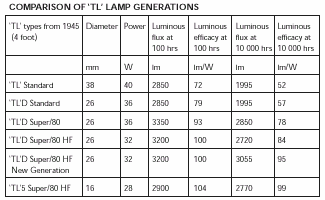 COMPARISON OF 'TL' LAMP GENERATIONS
'TL' types from 1945 Diameter Power Luminous Luminous Luminous Luminous
(4 foot) flux at efficacy at flux at efficacy at
100 hrs 100 hrs 10 000 hrs 10 000 hrs
mm W lm lm/W lm lm/W
'TL' Standard 38 40 2850 72 1995 52
'TL'D Standard 26 36 2850 79 1995 57
'TL'D Super/80 26 36 3350 93 2850 78
'TL'D Super/80 HF 26 32 3200 100 2720 84
'TL'D Super/80 HF 26 32 3200 100 3055 95
New Generation
'TL'5 Super/80 HF 16 28 2900 104 2770 99